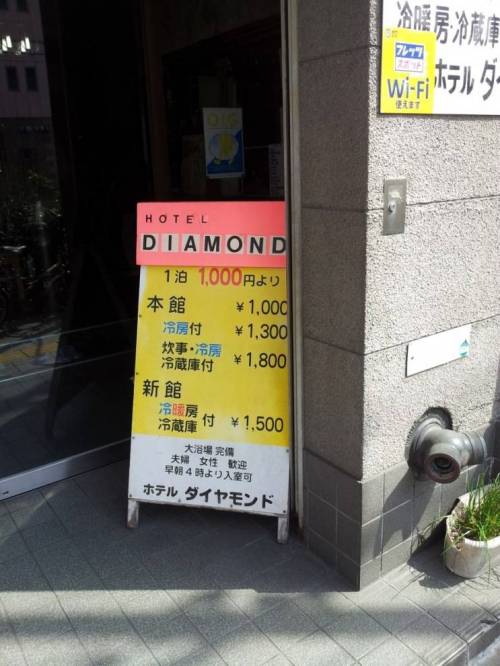 冷暖房・冷蔵庫
フレッツ
スポット
Wi-Fi
使えます
ホテル ダイ
HOTEL
DIAMOND
1泊 1,000円より
本館 ¥1,000
冷房付 ¥1,300
炊事・冷房
冷蔵庫付 ¥1,800
新館
冷暖房
冷蔵庫 付 ¥1,500
大浴場 完備
夫婦 女性 歓迎
早朝4時より入室可
ホテル ダイヤモンド